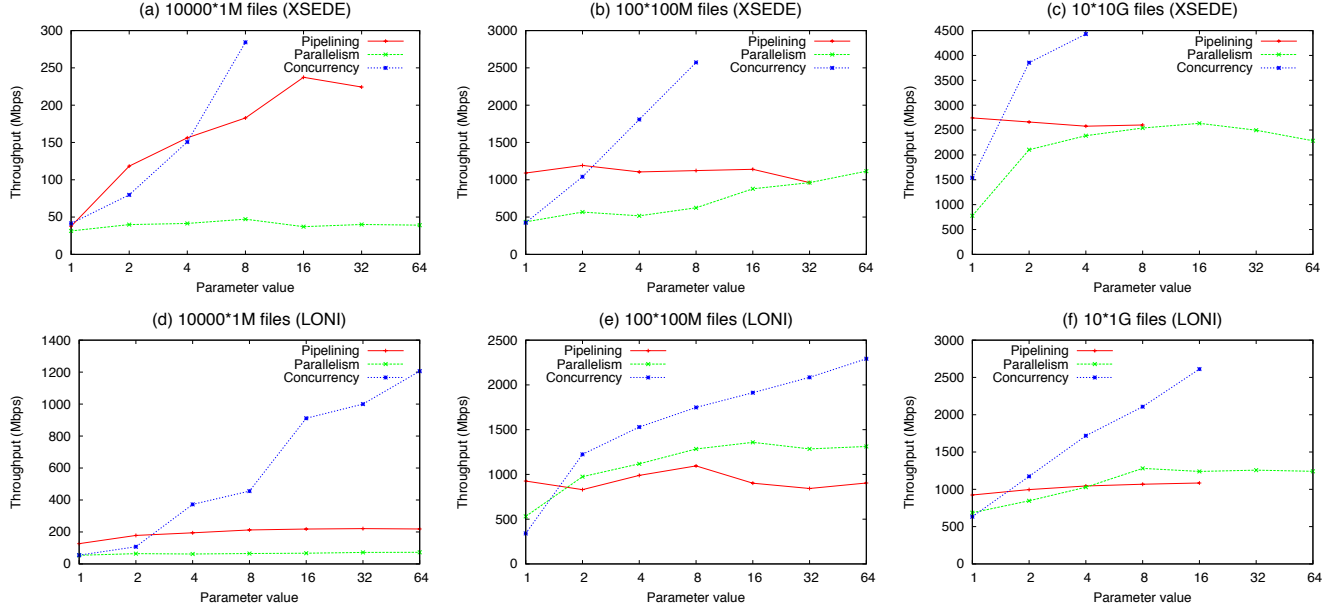 (a) 10000*1M files (XSEDE)
Throughput (Mbps)
300
250
200
150
100
50
0
Pipelining
Parallelism
Concurrency
1 2 4 8 16 32 64
Parameter value
(b) 100*100M files (XSEDE)
Throughput (Mbps)
3000
2500
2000
1500
1000
500
0
Pipelining
Parallelism
Concurrency
1 2 4 8 16 32 64
Parameter value
(c) 10*10G files (XSEDE)
Throughput (Mbps)
4500
4000
3500
3000
2500
2000
1500
1000
500
0
Pipelining
Parallelism
Concurrency
1 2 4 8 16 32 64
Parameter value
(d) 10000*1M files (LONI)
Throughput (Mbps)
1400
1200
1000
800
600
400
200
0
Pipelining
Parallelism
Concurrency
1 2 4 8 16 32 64
Parameter value
(e) 100*100M files (LONI)
Throughput (Mbps)
2500
2000
1500
1000
500
0
Pipelining
Parallelism
Concurrency
1 2 4 8 16 32 64
Parameter value
(f) 10*1G files (LONI)
Throughput (Mbps)
3000
2500
2000
1500
1000
500
0
Pipelining
Parallelism
Concurrency
1 2 4 8 16 32 64
Parameter value